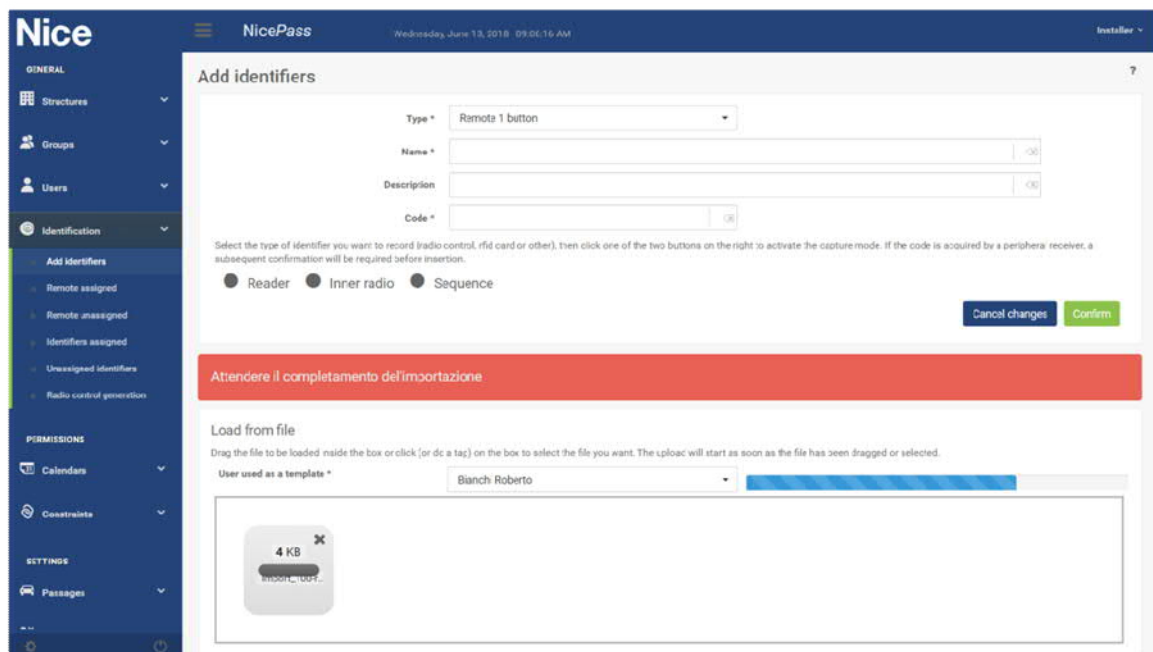 Nice
NicePass
Wednesday, June 13, 2018 09:06:16 AM
Installer
GENERAL
Structures
Groups
Users
Identification
Add identifiers
Remote assigned
Remote unassigned
Identifiers assigned
Unassigned identifiers
Radio control generation
PERMISSIONS
Calendars
Constraints
SETTINGS
Passages
Add identifiers
?
Type * Remote 1 button
Name *
Description
Code *
Select the type of identifier you want to record (radio control, rfid card or other), then click one of the two buttons on the right to activate the capture mode. If the code is acquired by a peripheral receiver, a
subsequent confirmation will be required before insertion.
Reader Inner radio Sequence
Cancel changes Confirm
Attendere il completamento del'importazione
Load from file
Drag the file to be loaded inside the box or click (or do a tap) on the box to select the file you want. The upload will start as soon as the file has been dragged or selected.
User used as a template * Bianchi Roberto
4 KB